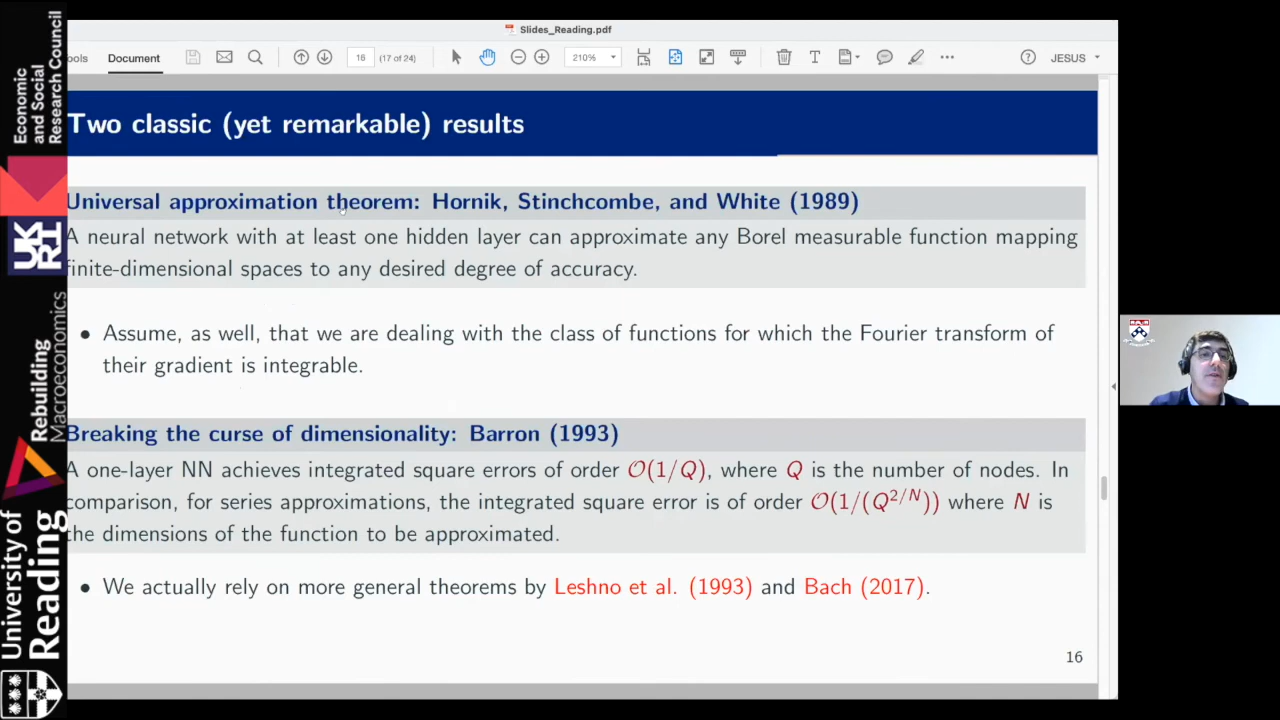 Slides_Reading.pdf
ools
Document
16
(17 of 24)
210%
JESUS
Economic
and Social
Research Council
UKRI
Rebuilding
Macroeconomics
University of
Reading
Two classic (yet remarkable) results
Universal approximation theorem: Hornik, Stinchcombe, and White (1989)
A neural network with at least one hidden layer can approximate any Borel measurable function mapping
finite-dimensional spaces to any desired degree of accuracy.
• Assume, as well, that we are dealing with the class of functions for which the Fourier transform of
their gradient is integrable.
Breaking the curse of dimensionality: Barron (1993)
A one-layer NN achieves integrated square errors of order O(1/Q), where Q is the number of nodes. In
comparison, for series approximations, the integrated square error is of order O(1/(Q^{2/N})) where N is
the dimensions of the function to be approximated.
• We actually rely on more general theorems by Leshno et al. (1993) and Bach (2017).
16